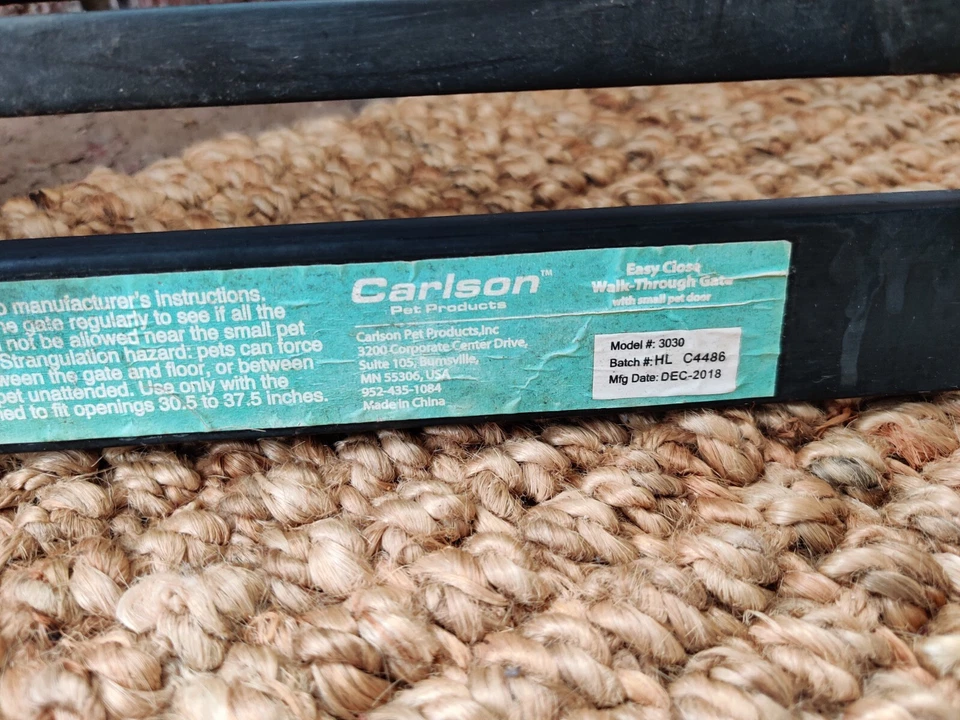 manufacturer's instructions.
gate regularly to see if all the
not be allowed near the small pet
Strangulation hazard: pets can force
the gate and floor, or between
pet unattended. Use only with the
to fit openings 30.5 to 37.5 inches.
Carlson™
Pet Products
Carlson Pet Products,Inc
3200 Corporate Center Drive,
Suite 105, Burnsville,
MN 55306, USA
952-435-1084
Made in China
Easy Close
Walk-Through Gate
with small pet door
Model #: 3030
Batch #: HL C4486
Mfg Date: DEC-2018